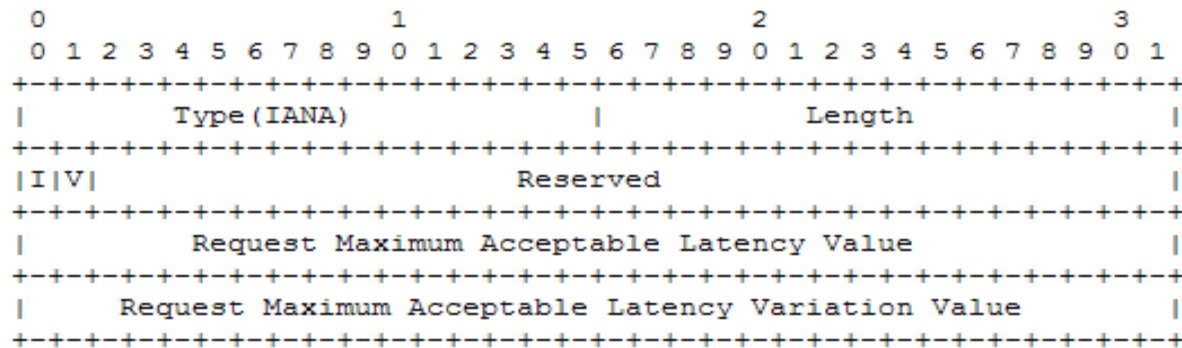 0                   1                   2                   3
 0 1 2 3 4 5 6 7 8 9 0 1 2 3 4 5 6 7 8 9 0 1 2 3 4 5 6 7 8 9 0 1
+-+-+-+-+-+-+-+-+-+-+-+-+-+-+-+-+-+-+-+-+-+-+-+-+-+-+-+-+-+-+-+-+
|        Type(IANA)             |           Length              |
+-+-+-+-+-+-+-+-+-+-+-+-+-+-+-+-+-+-+-+-+-+-+-+-+-+-+-+-+-+-+-+-+
|I|V|                       Reserved                            |
+-+-+-+-+-+-+-+-+-+-+-+-+-+-+-+-+-+-+-+-+-+-+-+-+-+-+-+-+-+-+-+-+
|         Request Maximum Acceptable Latency Value              |
+-+-+-+-+-+-+-+-+-+-+-+-+-+-+-+-+-+-+-+-+-+-+-+-+-+-+-+-+-+-+-+-+
|     Request Maximum Acceptable Latency Variation Value        |
+-+-+-+-+-+-+-+-+-+-+-+-+-+-+-+-+-+-+-+-+-+-+-+-+-+-+-+-+-+-+-+-+